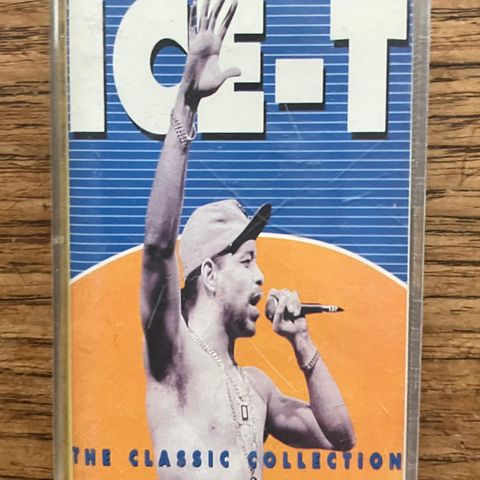 ICE-T
THE CLASSIC COLLECTION